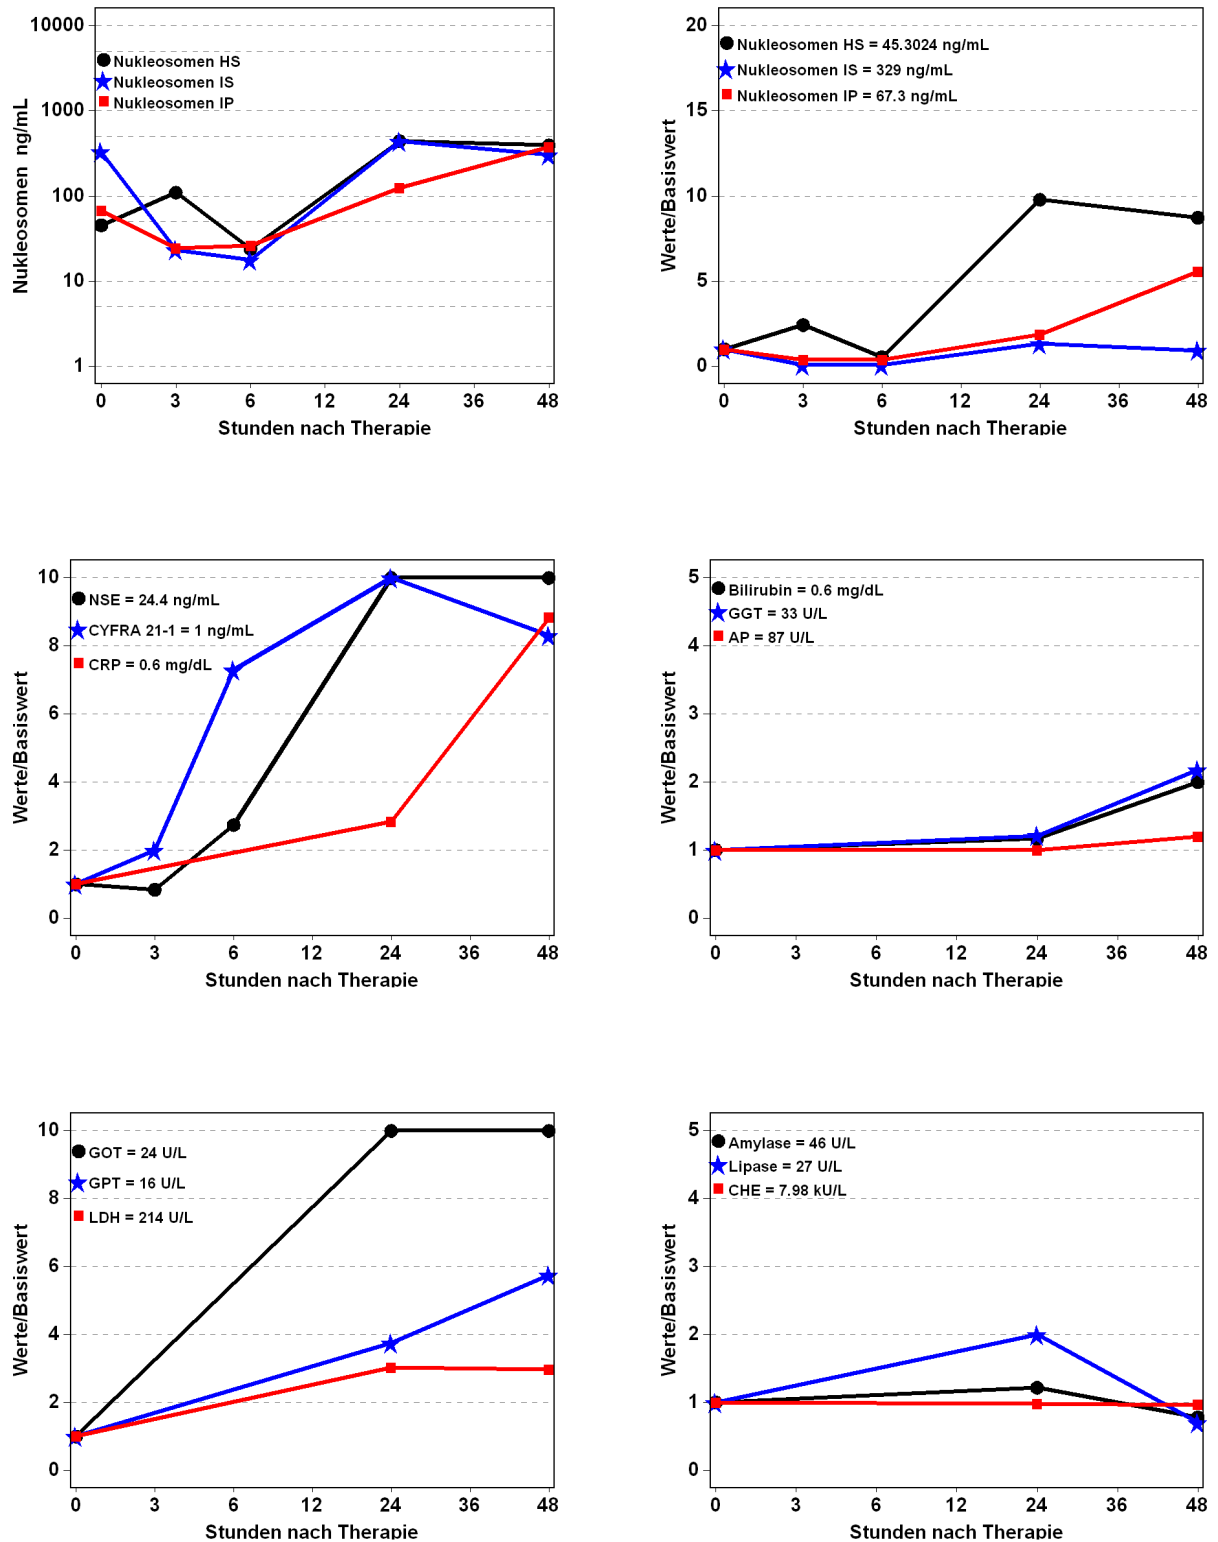 10000
1000
100
10
1
Nukleosomen ng/mL
Nukleosomen HS
Nukleosomen IS
Nukleosomen IP
0 3 6 12 24 36 48
Stunden nach Therapie
20
15
10
5
0
Werte/Basiswert
Nukleosomen HS = 45.3024 ng/mL
Nukleosomen IS = 329 ng/mL
Nukleosomen IP = 67.3 ng/mL
0 3 6 12 24 36 48
Stunden nach Therapie
10
8
6
4
2
0
Werte/Basiswert
NSE = 24.4 ng/mL
CYFRA 21-1 = 1 ng/mL
CRP = 0.6 mg/dL
0 3 6 12 24 36 48
Stunden nach Therapie
5
4
3
2
1
0
Werte/Basiswert
Bilirubin = 0.6 mg/dL
GGT = 33 U/L
AP = 87 U/L
0 3 6 12 24 36 48
Stunden nach Therapie
10
8
6
4
2
0
Werte/Basiswert
GOT = 24 U/L
GPT = 16 U/L
LDH = 214 U/L
0 3 6 12 24 36 48
Stunden nach Therapie
5
4
3
2
1
0
Werte/Basiswert
Amylase = 46 U/L
Lipase = 27 U/L
CHE = 7.98 kU/L
0 3 6 12 24 36 48
Stunden nach Therapie